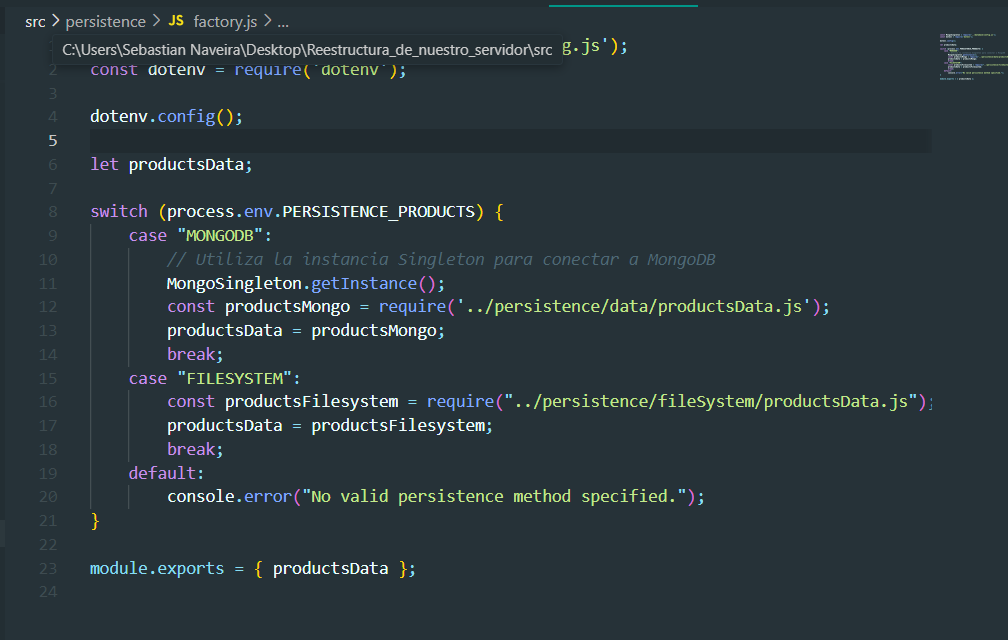 src > persistence > JS factory.js > ...
C:\Users\Sebastian Naveira\Desktop\Reestructura_de_nuestro_servidor\src
g.js');
2 const dotenv = require('dotenv');
3
4 dotenv.config();
5
6 let productsData;
7
8 switch (process.env.PERSISTENCE_PRODUCTS) {
9 case "MONGODB":
10 // Utiliza la instancia Singleton para conectar a MongoDB
11 MongoSingleton.getInstance();
12 const productsMongo = require('../persistence/data/productsData.js');
13 productsData = productsMongo;
14 break;
15 case "FILESYSTEM":
16 const productsFilesystem = require("../persistence/fileSystem/productsData.js");
17 productsData = productsFilesystem;
18 break;
19 default:
20 console.error("No valid persistence method specified.");
21 }
22
23 module.exports = { productsData };
24